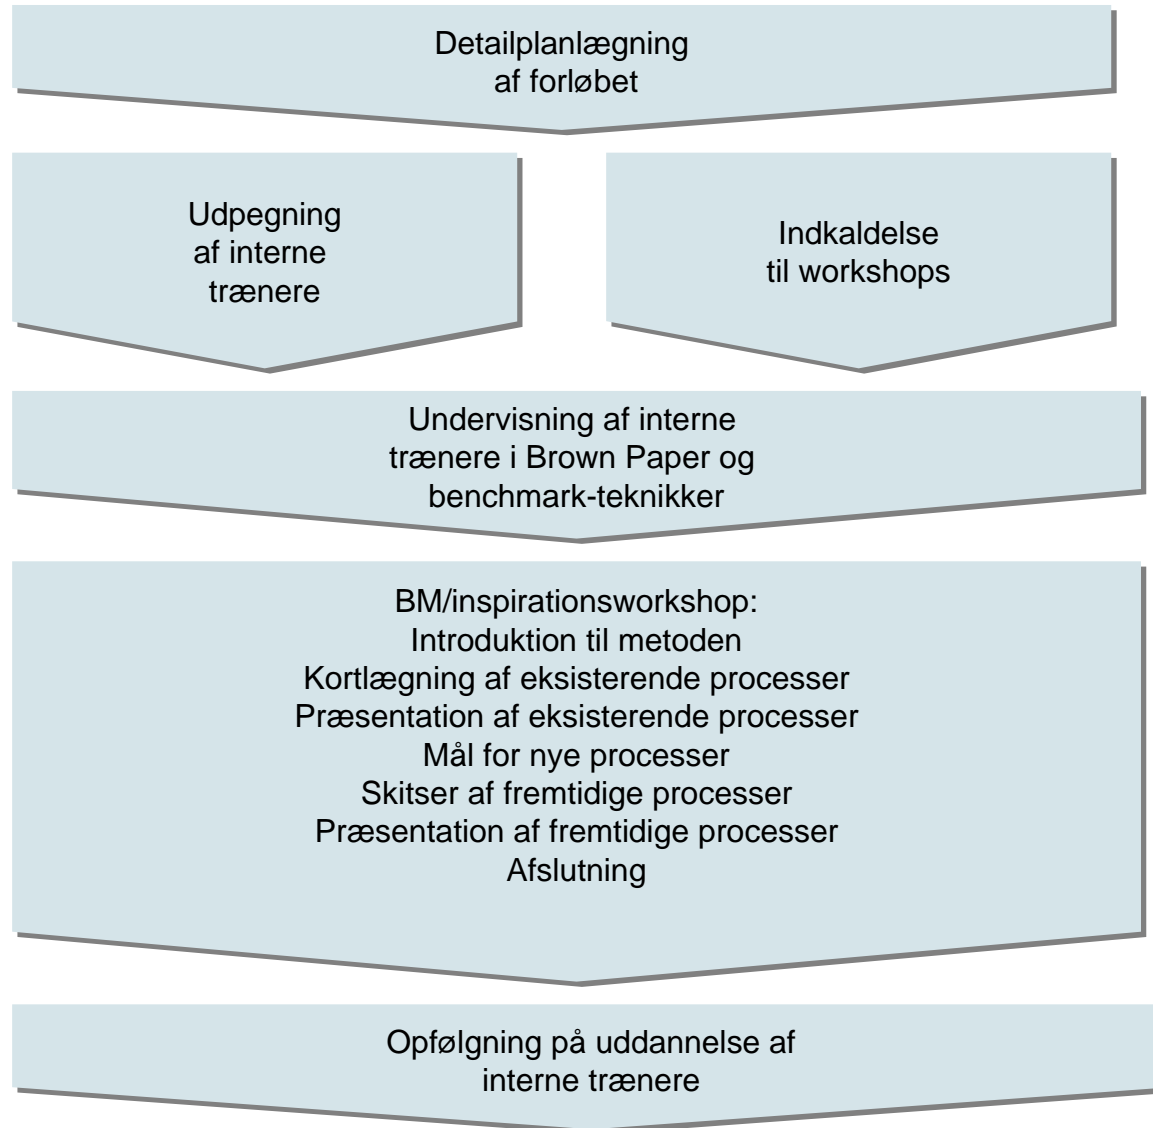 Detailplanlægning
af forløbet
Udpegning
af interne
trænere
Indkaldelse
til workshops
Undervisning af interne
trænere i Brown Paper og
benchmark-teknikker
BM/inspirationsworkshop:
Introduktion til metoden
Kortlægning af eksisterende processer
Præsentation af eksisterende processer
Mål for nye processer
Skitser af fremtidige processer
Præsentation af fremtidige processer
Afslutning
Opfølgning på uddannelse af
interne trænere